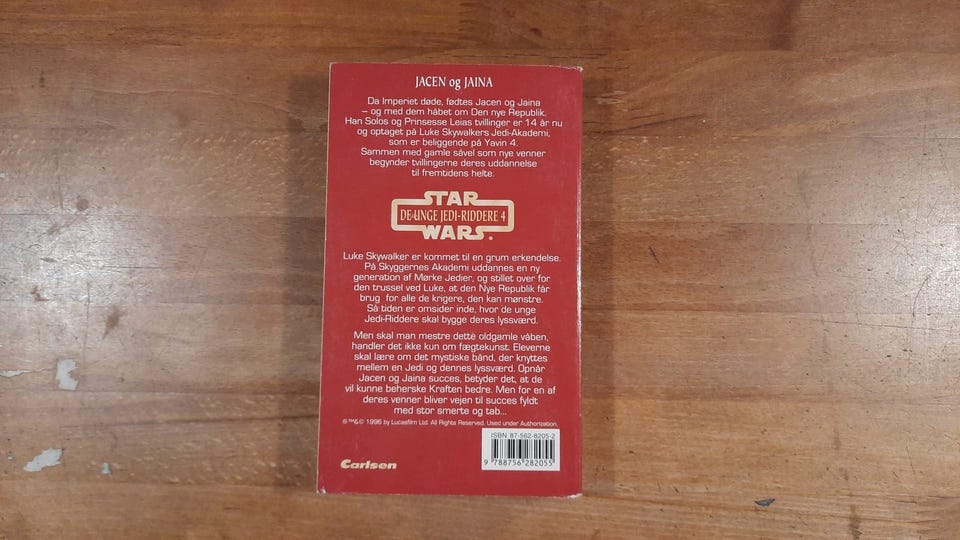 JACEN og JAINA
Da Imperiet døde, fødtes Jacen og Jaina
– og med dem håbet om Den nye Republik.
Han Solos og Prinsesse Leias tvillinger er 14 år nu
og optaget på Luke Skywalkers Jedi-Akademi,
som er beliggende på Yavin 4.
Sammen med gamle såvel som nye venner
begynder tvillingerne deres uddannelse
til fremtidens helte.
STAR
DE UNGE JEDI-RIDDERE 4
WARS®
Luke Skywalker er kommet til en grum erkendelse.
På Skyggernes Akademi uddannes en ny
generation af Mørke Jedier, og stillet over for
den trussel ved Luke, at den Nye Republik får
brug for alle de krigere, den kan mønstre.
Så tiden er omsider inde, hvor de unge
Jedi-Riddere skal bygge deres lyssværd.
Men skal man mestre dette oldgamle våben,
handler det ikke kun om fægtekunst. Eleverne
skal lære om det mystiske bånd, der knyttes
mellem en Jedi og dennes lyssværd. Opnår
Jacen og Jaina succes, betyder det, at de
vil kunne beherske Kraften bedre. Men for en af
deres venner bliver vejen til succes fyldt
med stor smerte og tab...
®™&© 1996 by Lucasfilm Ltd. All Rights Reserved. Used under Authorization.
ISBN 87-562-8205-2
9 788756 282055
Carlsen